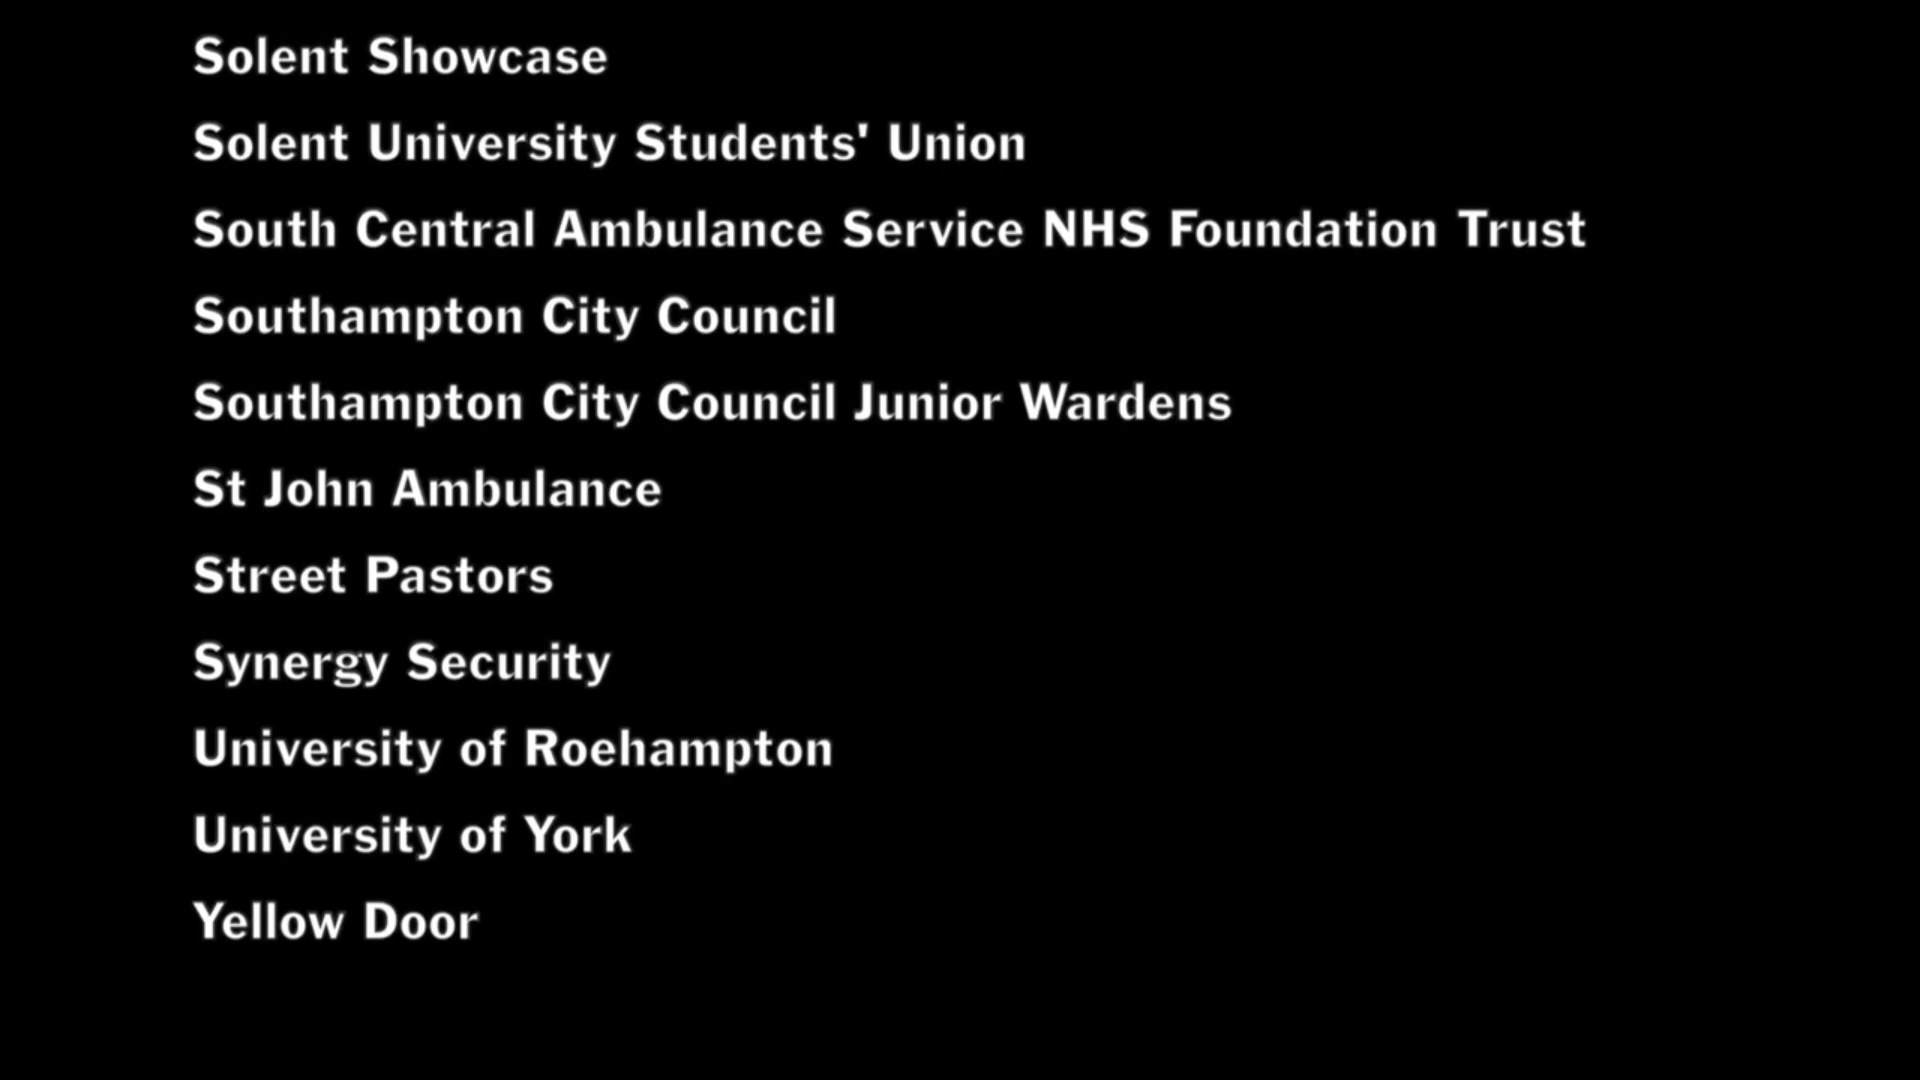 Solent Showcase
Solent University Students' Union
South Central Ambulance Service NHS Foundation Trust
Southampton City Council
Southampton City Council Junior Wardens
St John Ambulance
Street Pastors
Synergy Security
University of Roehampton
University of York
Yellow Door